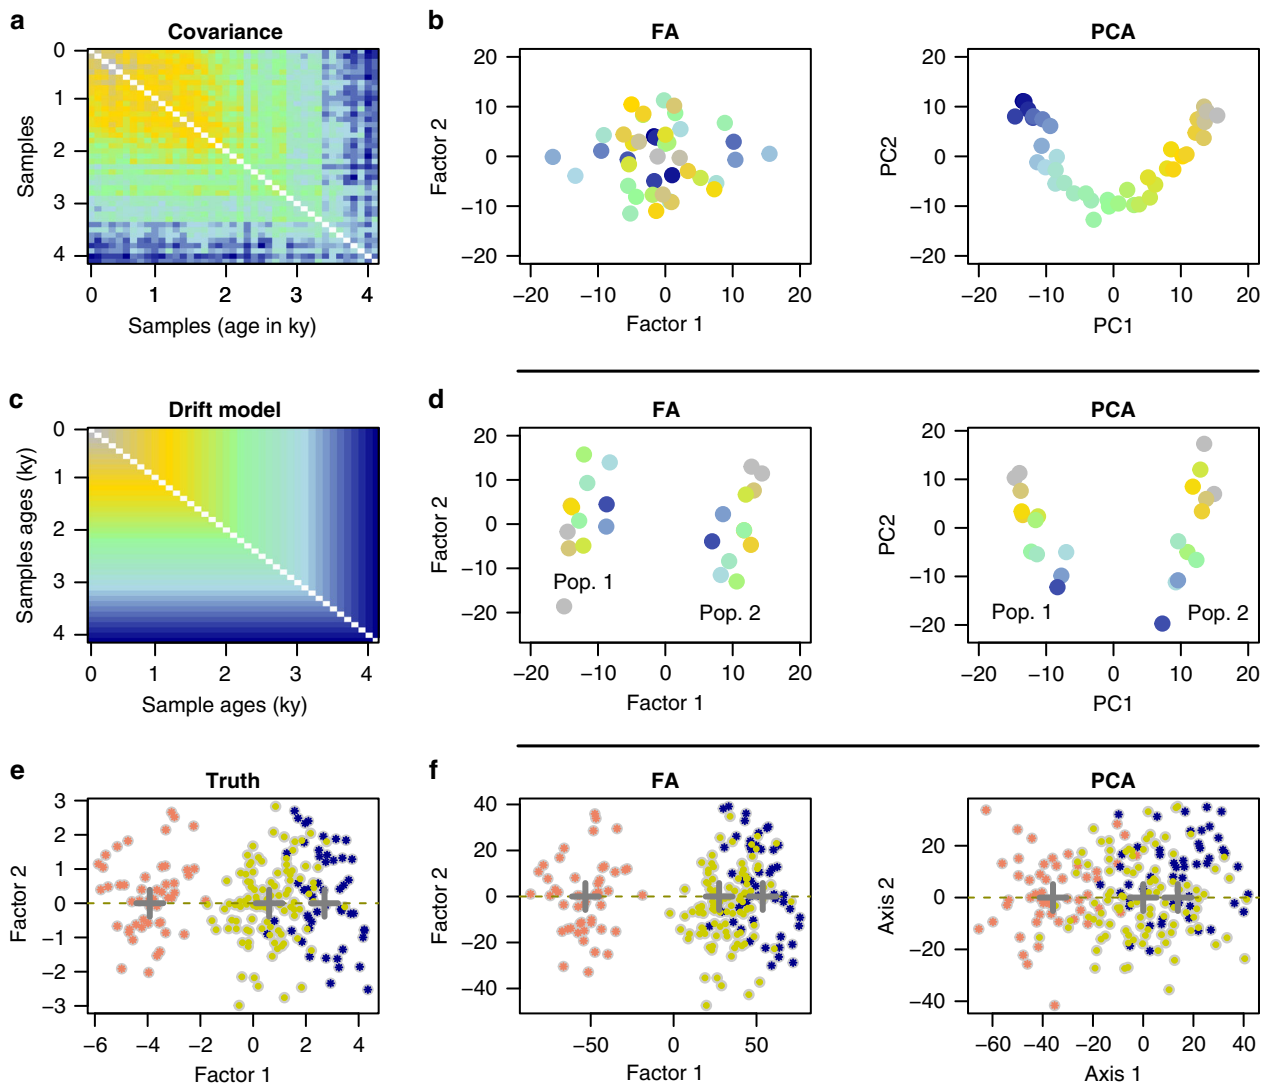 a
Covariance
0
1
2
3
4
Samples
0 1 2 3 4
Samples (age in ky)
b
FA
20
10
0
−10
−20
Factor 2
−20 −10 0 10 20
Factor 1
PCA
20
10
0
−10
−20
PC2
−20 −10 0 10 20
PC1
c
Drift model
0
1
2
3
4
Samples ages (ky)
0 1 2 3 4
Sample ages (ky)
d
FA
20
10
0
−10
−20
Factor 2
Pop. 1
Pop. 2
−20 −10 0 10 20
Factor 1
PCA
20
10
0
−10
−20
PC2
Pop. 1
Pop. 2
−20 −10 0 10 20
PC1
e
Truth
3
2
1
0
−1
−2
−3
Factor 2
−6 −4 −2 0 2 4
Factor 1
f
FA
40
20
0
−20
−40
Factor 2
−50 0 50
Factor 1
PCA
20
0
−20
−40
Axis 2
−60 −40 −20 0 20 40
Axis 1